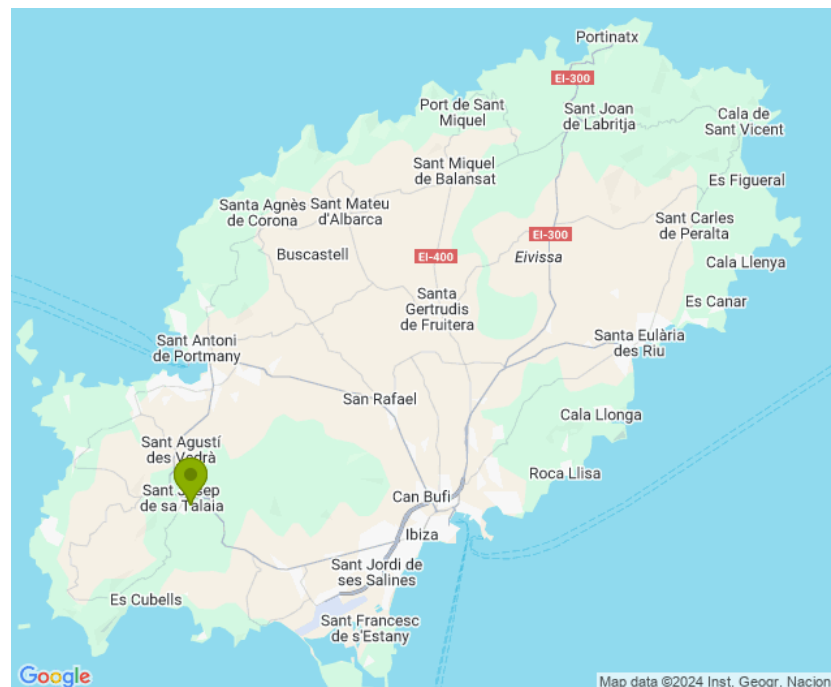 Portinatx
EI-300
Port de Sant
Miquel
Sant Joan
de Labritja
Cala de
Sant Vicent
Sant Miquel
de Balansat
Es Figueral
Santa Agnès
de Corona
Sant Mateu
d'Albarca
Sant Carles
de Peralta
EI-300
Buscastell
EI-400
Eivissa
Cala Llenya
Santa
Gertrudis
de Fruitera
Es Canar
Sant Antoni
de Portmany
Santa Eulària
des Riu
San Rafael
Cala Llonga
Sant Agustí
des Vedrà
Roca Llisa
Sant Josep
de sa Talaia
Can Bufí
Ibiza
Sant Jordi de
ses Salines
Es Cubells
Sant Francesc
de s'Estany
Google
Map data ©2024 Inst. Geogr. Nacion